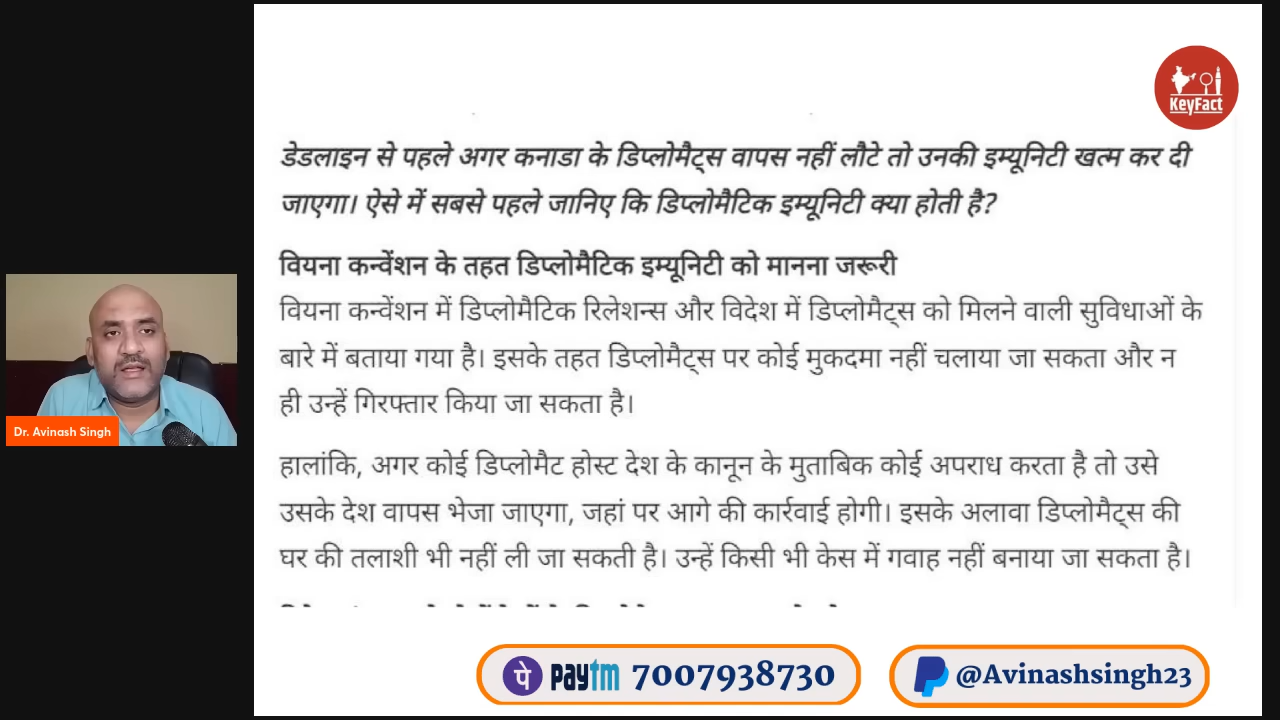 KeyFact
डेडलाइन से पहले अगर कनाडा के डिप्लोमैट्स वापस नहीं लौटे तो उनकी इम्यूनिटी खत्म कर दी
जाएगा। ऐसे में सबसे पहले जानिए कि डिप्लोमैटिक इम्यूनिटी क्या होती है?
वियना कन्वेंशन के तहत डिप्लोमैटिक इम्यूनिटी को मानना जरूरी
वियना कन्वेंशन में डिप्लोमैटिक रिलेशन्स और विदेश में डिप्लोमैट्स को मिलने वाली सुविधाओं के
बारे में बताया गया है। इसके तहत डिप्लोमैट्स पर कोई मुकदमा नहीं चलाया जा सकता और न
ही उन्हें गिरफ्तार किया जा सकता है।
हालांकि, अगर कोई डिप्लोमैट होस्ट देश के कानून के मुताबिक कोई अपराध करता है तो उसे
उसके देश वापस भेजा जाएगा, जहां पर आगे की कार्रवाई होगी। इसके अलावा डिप्लोमैट्स की
घर की तलाशी भी नहीं ली जा सकती है। उन्हें किसी भी केस में गवाह नहीं बनाया जा सकता है।
Dr. Avinash Singh
पे paytm 7007938730
@Avinashsingh23